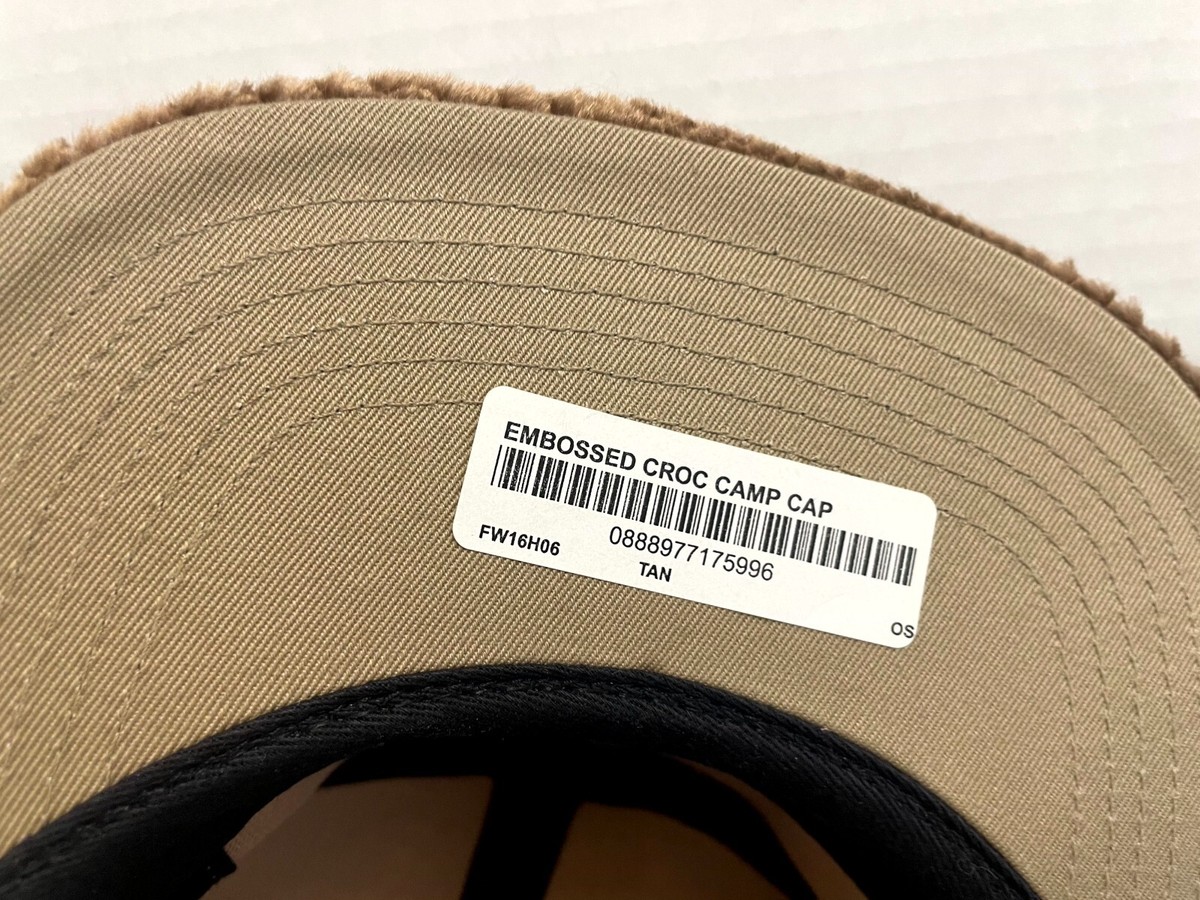 EMBOSSED CROC CAMP CAP
0888977175996
FW16H06
TAN
OS